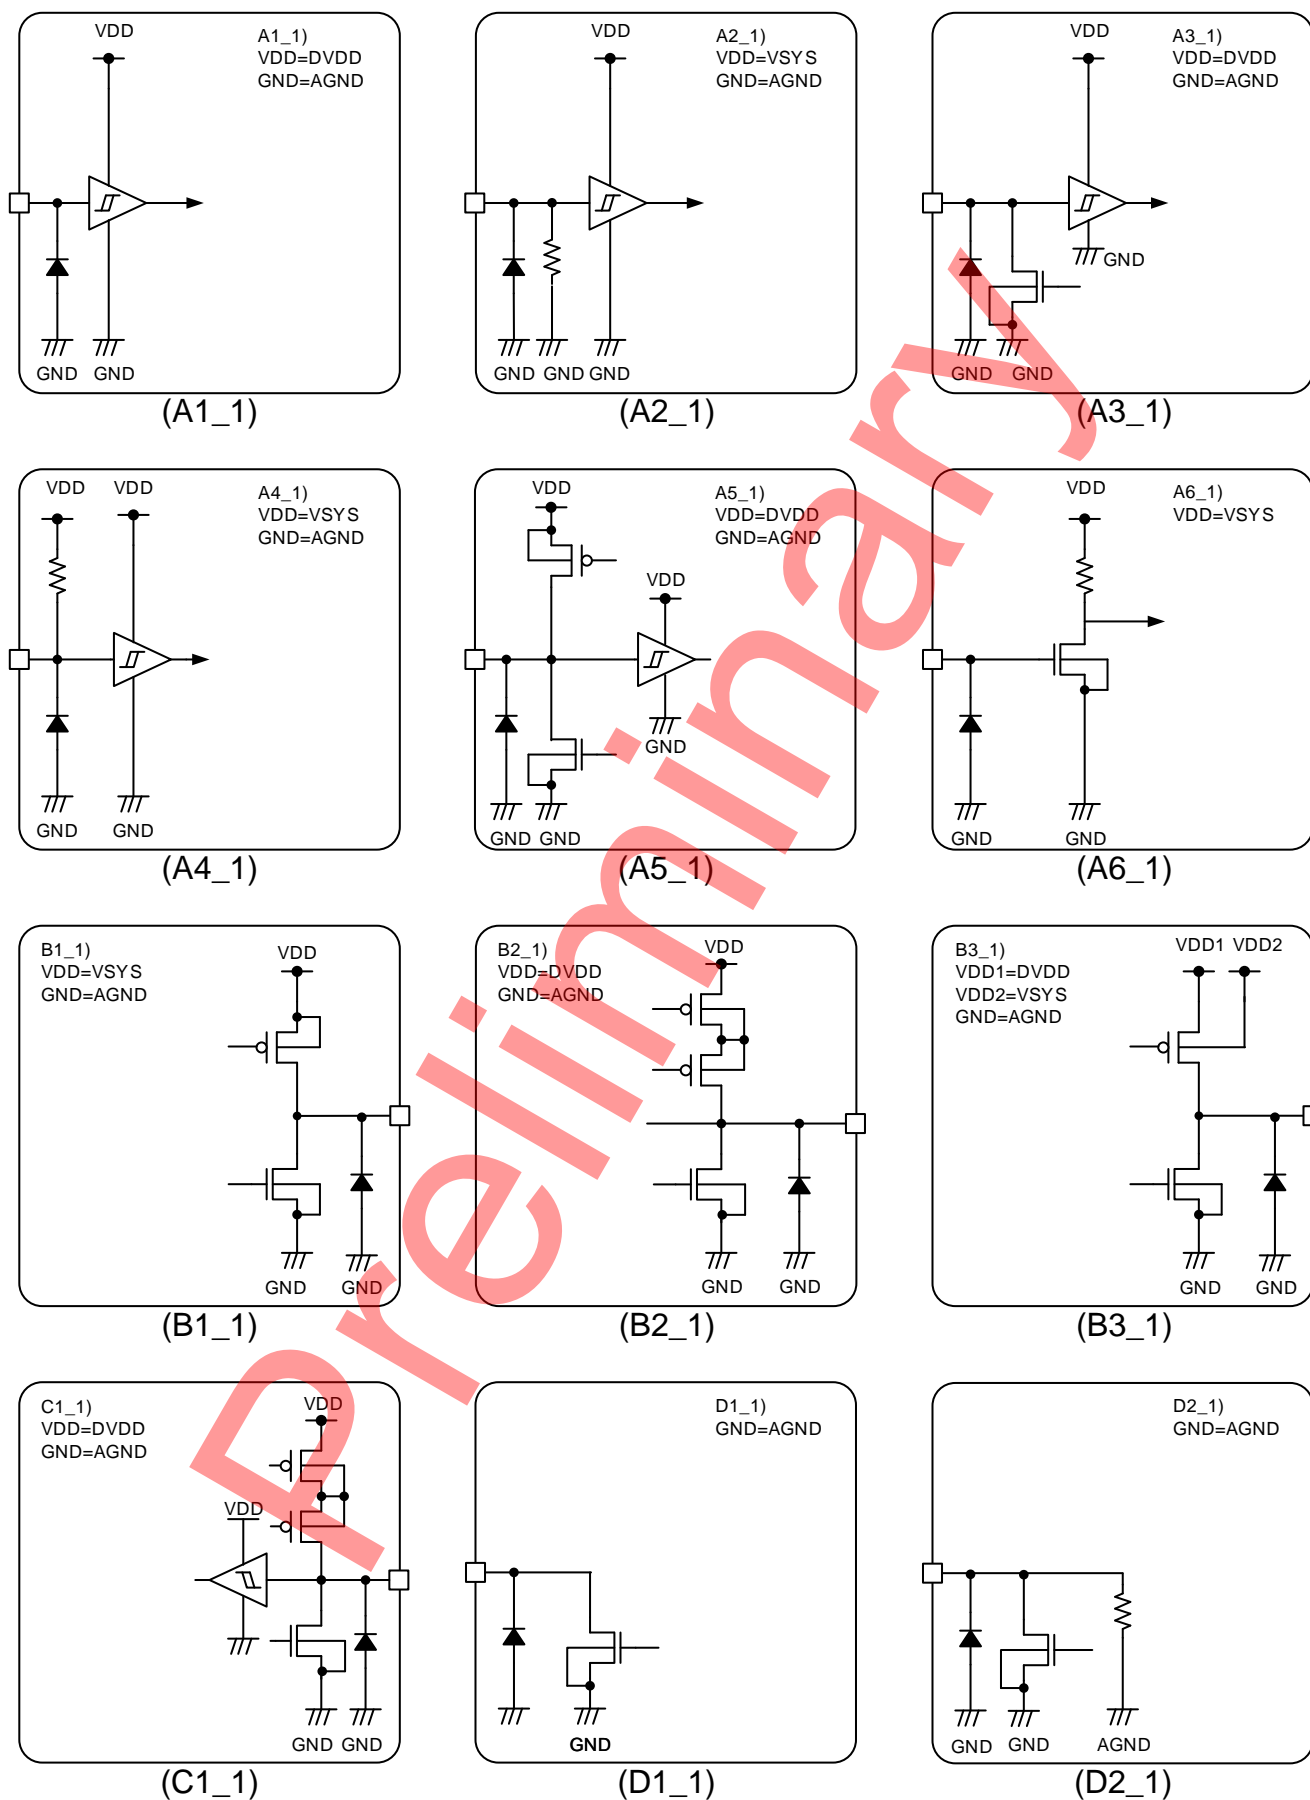 VDD
A1_1)
VDD=DVDD
GND=AGND
GND GND
(A1_1)
VDD
A2_1)
VDD=VSYS
GND=AGND
GND GND GND
(A2_1)
VDD
A3_1)
VDD=DVDD
GND=AGND
GND
GND GND
(A3_1)
VDD VDD
A4_1)
VDD=VSYS
GND=AGND
GND GND
(A4_1)
VDD
A5_1)
VDD=DVDD
GND=AGND
VDD
GND
GND GND
(A5_1)
VDD
A6_1)
VDD=VSYS
GND GND
(A6_1)
B1_1)
VDD=VSYS
GND=AGND
VDD
GND GND
(B1_1)
B2_1)
VDD=DVDD
GND=AGND
VDD
GND GND
(B2_1)
B3_1)
VDD1=DVDD
VDD2=VSYS
GND=AGND
VDD1 VDD2
GND GND
(B3_1)
C1_1)
VDD=DVDD
GND=AGND
VDD
VDD
GND GND
(C1_1)
D1_1)
GND=AGND
GND
(D1_1)
D2_1)
GND=AGND
GND GND AGND
(D2_1)
Preliminary